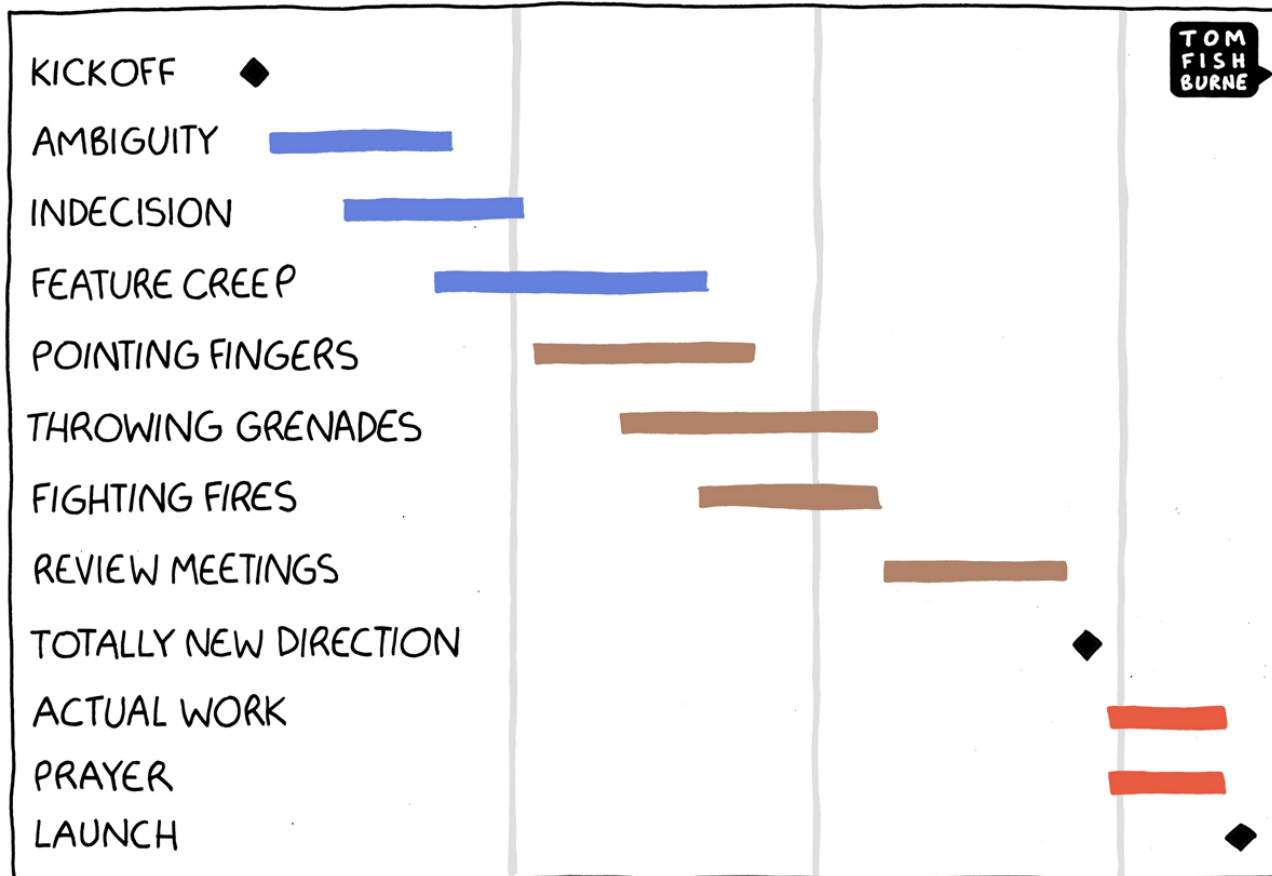 TOM
FISH
BURNE
KICKOFF
AMBIGUITY
INDECISION
FEATURE CREEP
POINTING FINGERS
THROWING GRENADES
FIGHTING FIRES
REVIEW MEETINGS
TOTALLY NEW DIRECTION
ACTUAL WORK
PRAYER
LAUNCH